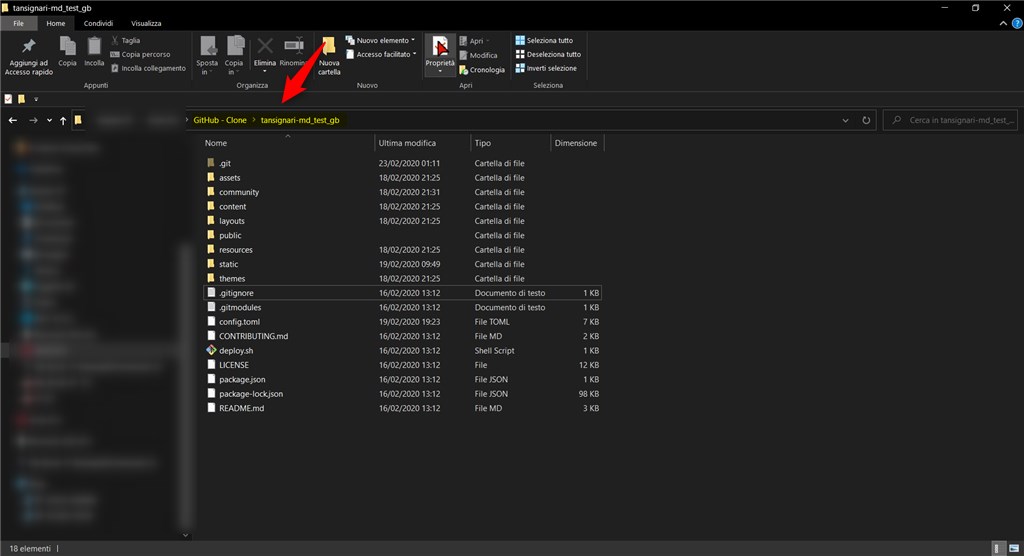 tansignari-md_test_gb
File Home Condividi Visualizza
Aggiungi ad Accesso rapido
Copia
Incolla
Taglia
Copia percorso
Incolla collegamento
Appunti
Sposta in
Copia in
Elimina
Organizza
Nuova cartella
Nuovo elemento
Accesso facilitato
Nuovo
Proprietà
Apri
Modifica
Cronologia
Apri
Seleziona tutto
Deseleziona tutto
Inverti selezione
Seleziona
GitHub - Clone > tansignari-md_test_gb
Cerca in tansignari-md_test_...
Nome Ultima modifica Tipo Dimensione
.git 23/02/2020 01:11 Cartella di file
assets 18/02/2020 21:25 Cartella di file
community 18/02/2020 21:31 Cartella di file
content 18/02/2020 21:25 Cartella di file
layouts 18/02/2020 21:25 Cartella di file
public Cartella di file
resources 18/02/2020 21:25 Cartella di file
static 19/02/2020 09:49 Cartella di file
themes 18/02/2020 21:25 Cartella di file
.gitignore 16/02/2020 13:12 Documento di testo 1 KB
.gitmodules 16/02/2020 13:12 Documento di testo 1 KB
config.toml 19/02/2020 19:23 File TOML 7 KB
CONTRIBUTING.md 16/02/2020 13:12 File MD 2 KB
deploy.sh 16/02/2020 13:12 Shell Script 1 KB
LICENSE 16/02/2020 13:12 File 12 KB
package.json 16/02/2020 13:12 File JSON 1 KB
package-lock.json 16/02/2020 13:12 File JSON 98 KB
README.md 16/02/2020 13:12 File MD 3 KB
18 elementi